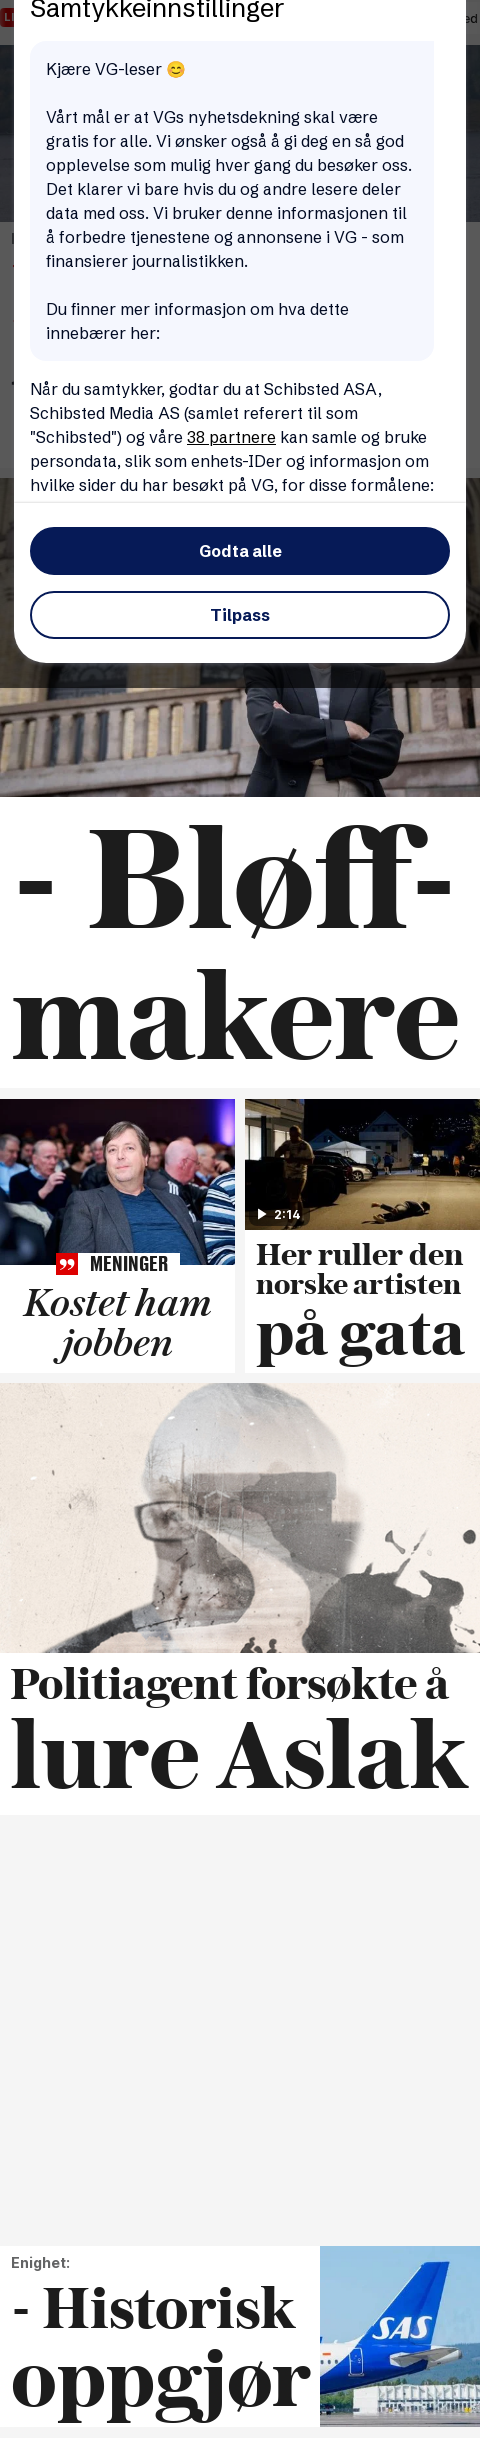 Samtykkeinnstillinger
Kjære VG-leser 😊
Vårt mål er at VGs nyhetsdekning skal være
gratis for alle. Vi ønsker også å gi deg en så god
opplevelse som mulig hver gang du besøker oss.
Det klarer vi bare hvis du og andre lesere deler
data med oss. Vi bruker denne informasjonen til
å forbedre tjenestene og annonsene i VG - som
finansierer journalistikken.
Du finner mer informasjon om hva dette
innebærer her:
Når du samtykker, godtar du at Schibsted ASA,
Schibsted Media AS (samlet referert til som
"Schibsted") og våre 38 partnere kan samle og bruke
persondata, slik som enhets-IDer og informasjon om
hvilke sider du har besøkt på VG, for disse formålene:
Godta alle
Tilpass
- Bløff-
makere
MENINGER
Kostet ham
jobben
2:14
Her ruller den
norske artisten
på gata
Politiagent forsøkte å
lure Aslak
Enighet:
- Historisk
oppgjør
SAS